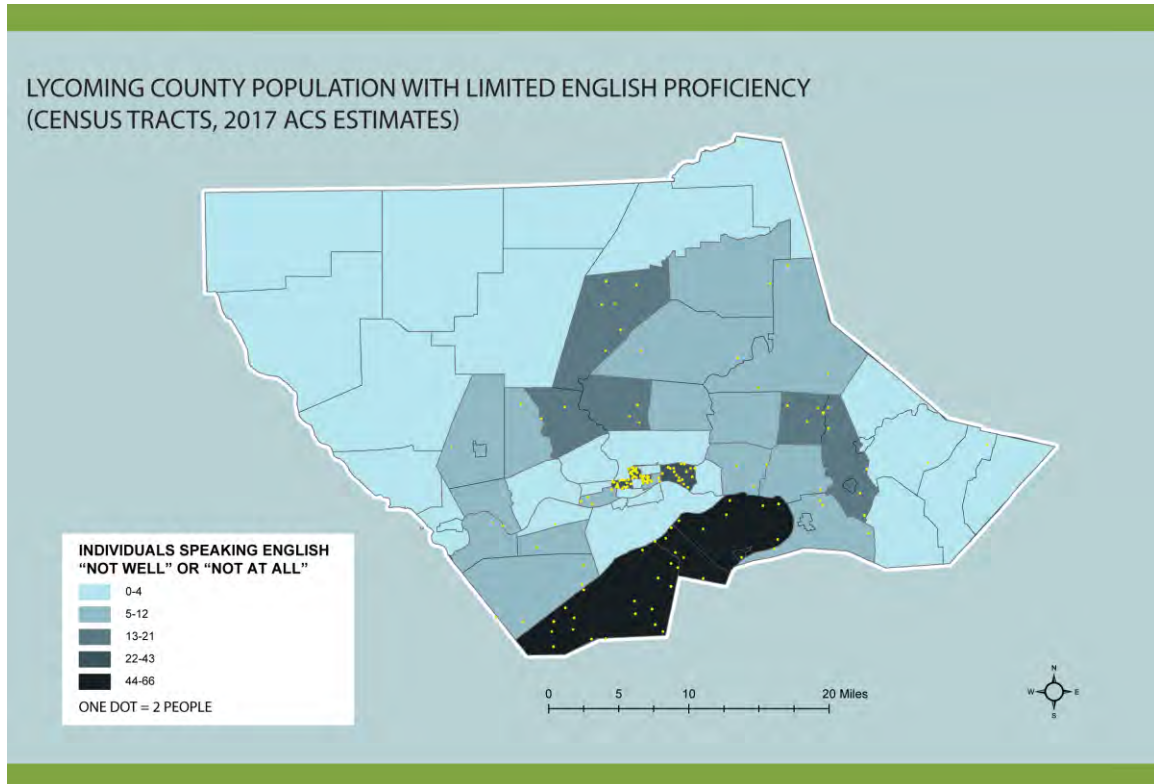 LYCOMING COUNTY POPULATION WITH LIMITED ENGLISH PROFICIENCY
(CENSUS TRACTS, 2017 ACS ESTIMATES)
INDIVIDUALS SPEAKING ENGLISH
“NOT WELL” OR “NOT AT ALL”
0-4
5-12
13-21
22-43
44-66
ONE DOT = 2 PEOPLE
0 5 10 20 Miles
N
W E
S